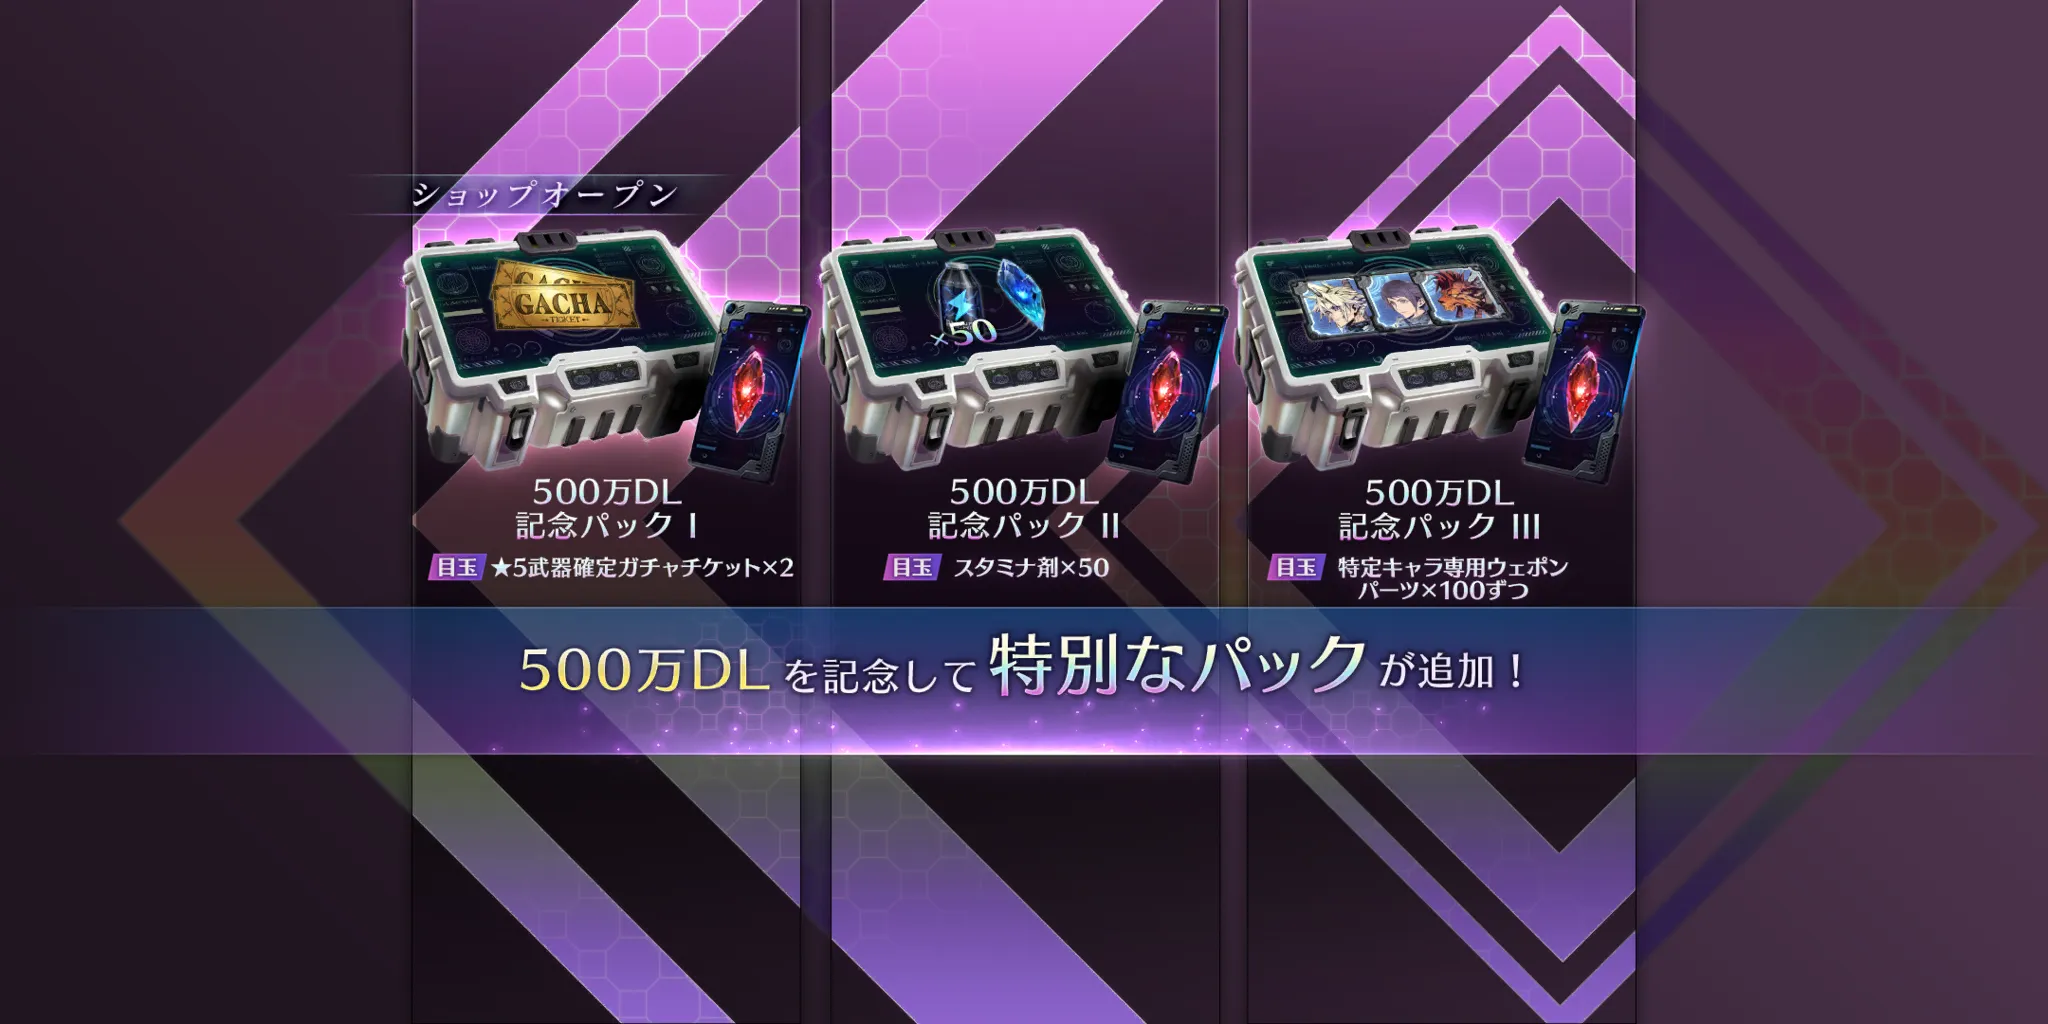 ショップオープン
GACHA
GACHA
TICKET
×50
500万DL
記念パック I
目玉 ★5武器確定ガチャチケット×2
500万DL
記念パック II
目玉 スタミナ剤×50
500万DL
記念パック III
目玉 特定キャラ専用ウェポン
パーツ×100ずつ
500万DLを記念して特別なパックが追加！